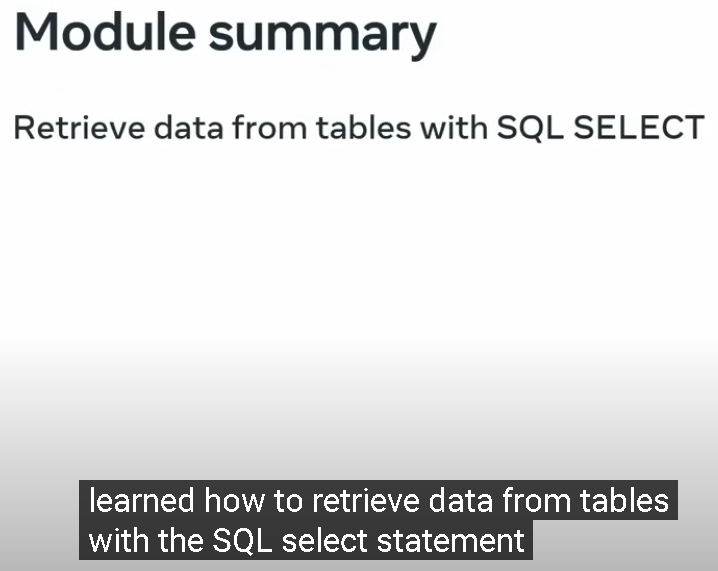 Module summary
Retrieve data from tables with SQL SELECT
learned how to retrieve data from tables
with the SQL select statement